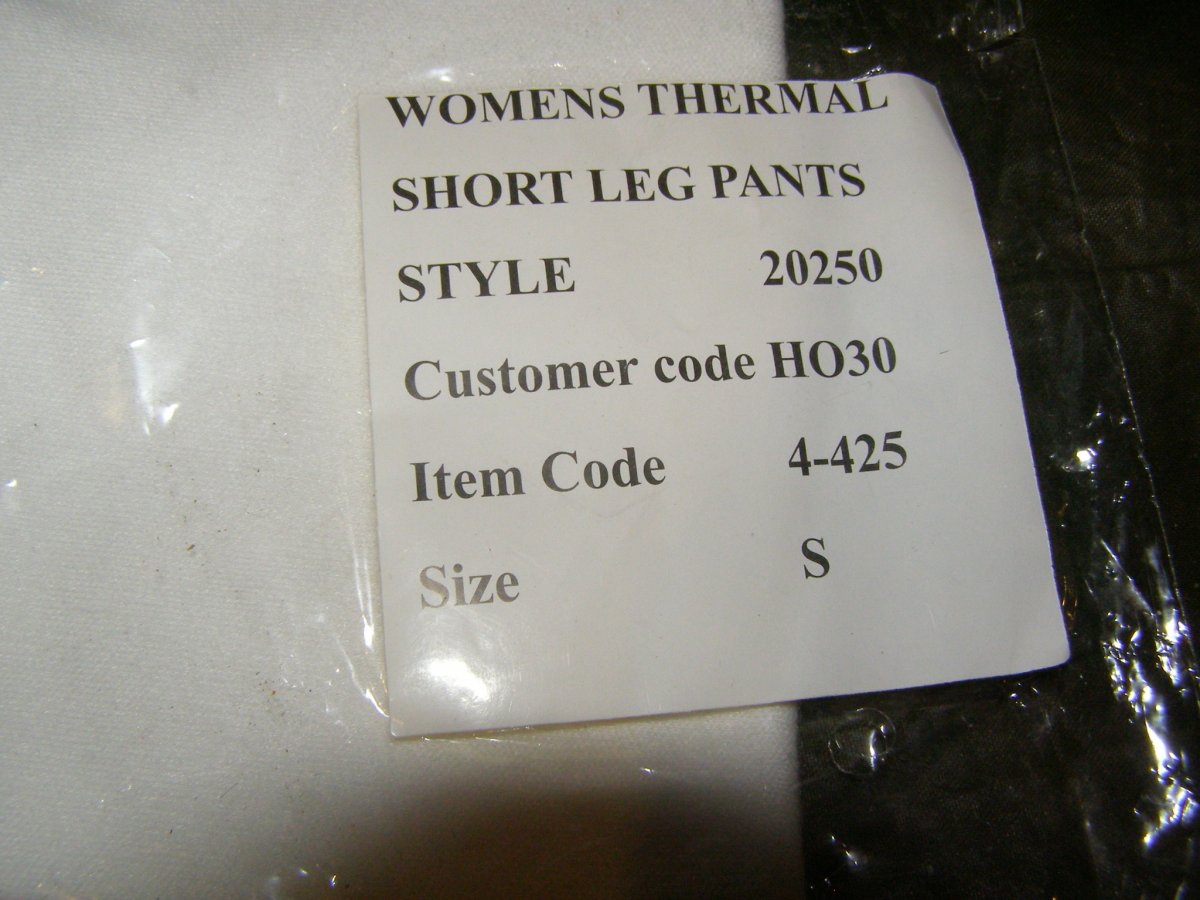 WOMENS THERMAL
SHORT LEG PANTS
STYLE 20250
Customer code HO30
Item Code 4-425
Size S